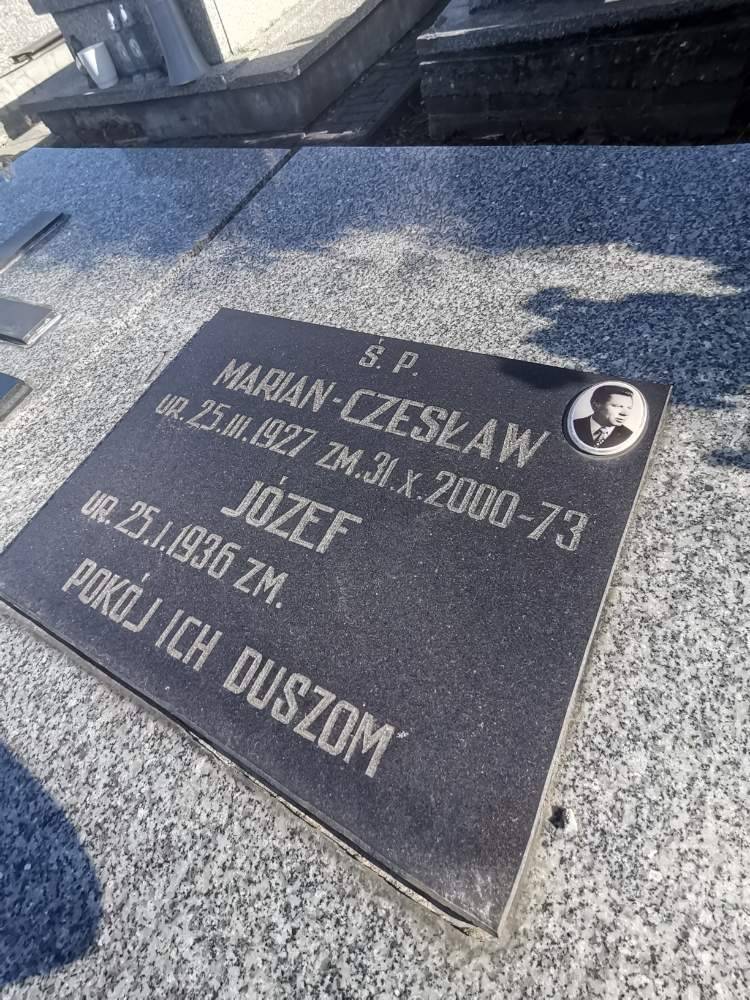 Ś. P.
MARIAN-CZESŁAW
UR. 25.III.1927 ZM.31.X.2000-73
JÓZEF
UR. 25.I.1936 ZM.
POKÓJ ICH DUSZOM